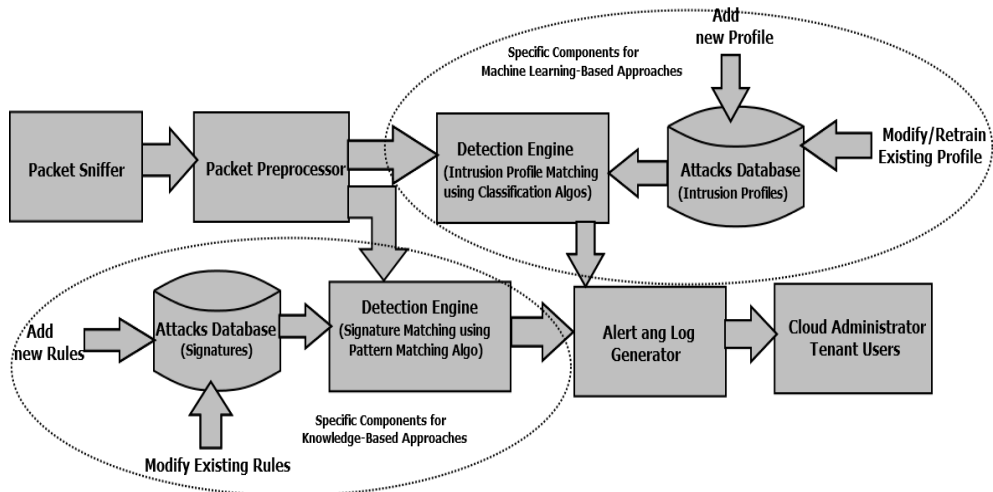 Add
new Profile
Specific Components for
Machine Learning-Based Approaches
Packet Sniffer
Packet Preprocessor
Detection Engine
(Intrusion Profile Matching
using Classification Algos)
Attacks Database
(Intrusion Profiles)
Modify/Retrain
Existing Profile
Add
new Rules
Attacks Database
(Signatures)
Detection Engine
(Signature Matching using
Pattern Matching Algo)
Alert ang Log
Generator
Cloud Administrator
Tenant Users
Specific Components for
Knowledge-Based Approaches
Modify Existing Rules